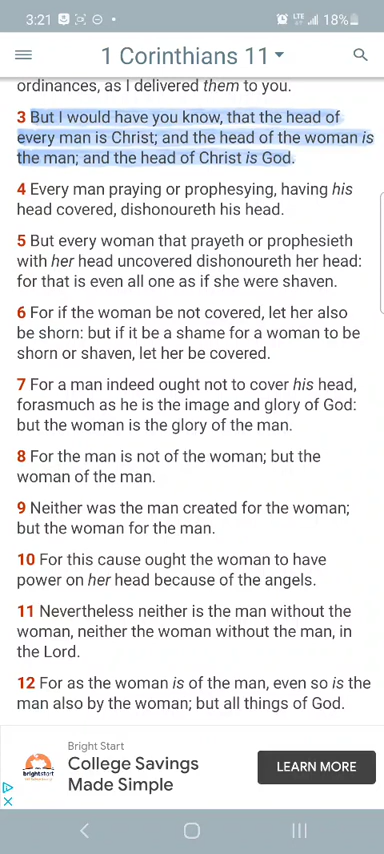 3:21 LTE 18%
1 Corinthians 11
ordinances, as I delivered them to you.
3 But I would have you know, that the head of
every man is Christ; and the head of the woman is
the man; and the head of Christ is God.
4 Every man praying or prophesying, having his
head covered, dishonoureth his head.
5 But every woman that prayeth or prophesieth
with her head uncovered dishonoureth her head:
for that is even all one as if she were shaven.
6 For if the woman be not covered, let her also
be shorn: but if it be a shame for a woman to be
shorn or shaven, let her be covered.
7 For a man indeed ought not to cover his head,
forasmuch as he is the image and glory of God:
but the woman is the glory of the man.
8 For the man is not of the woman; but the
woman of the man.
9 Neither was the man created for the woman;
but the woman for the man.
10 For this cause ought the woman to have
power on her head because of the angels.
11 Nevertheless neither is the man without the
woman, neither the woman without the man, in
the Lord.
12 For as the woman is of the man, even so is the
man also by the woman; but all things of God.
Bright Start
College Savings
Made Simple
LEARN MORE
brightstart